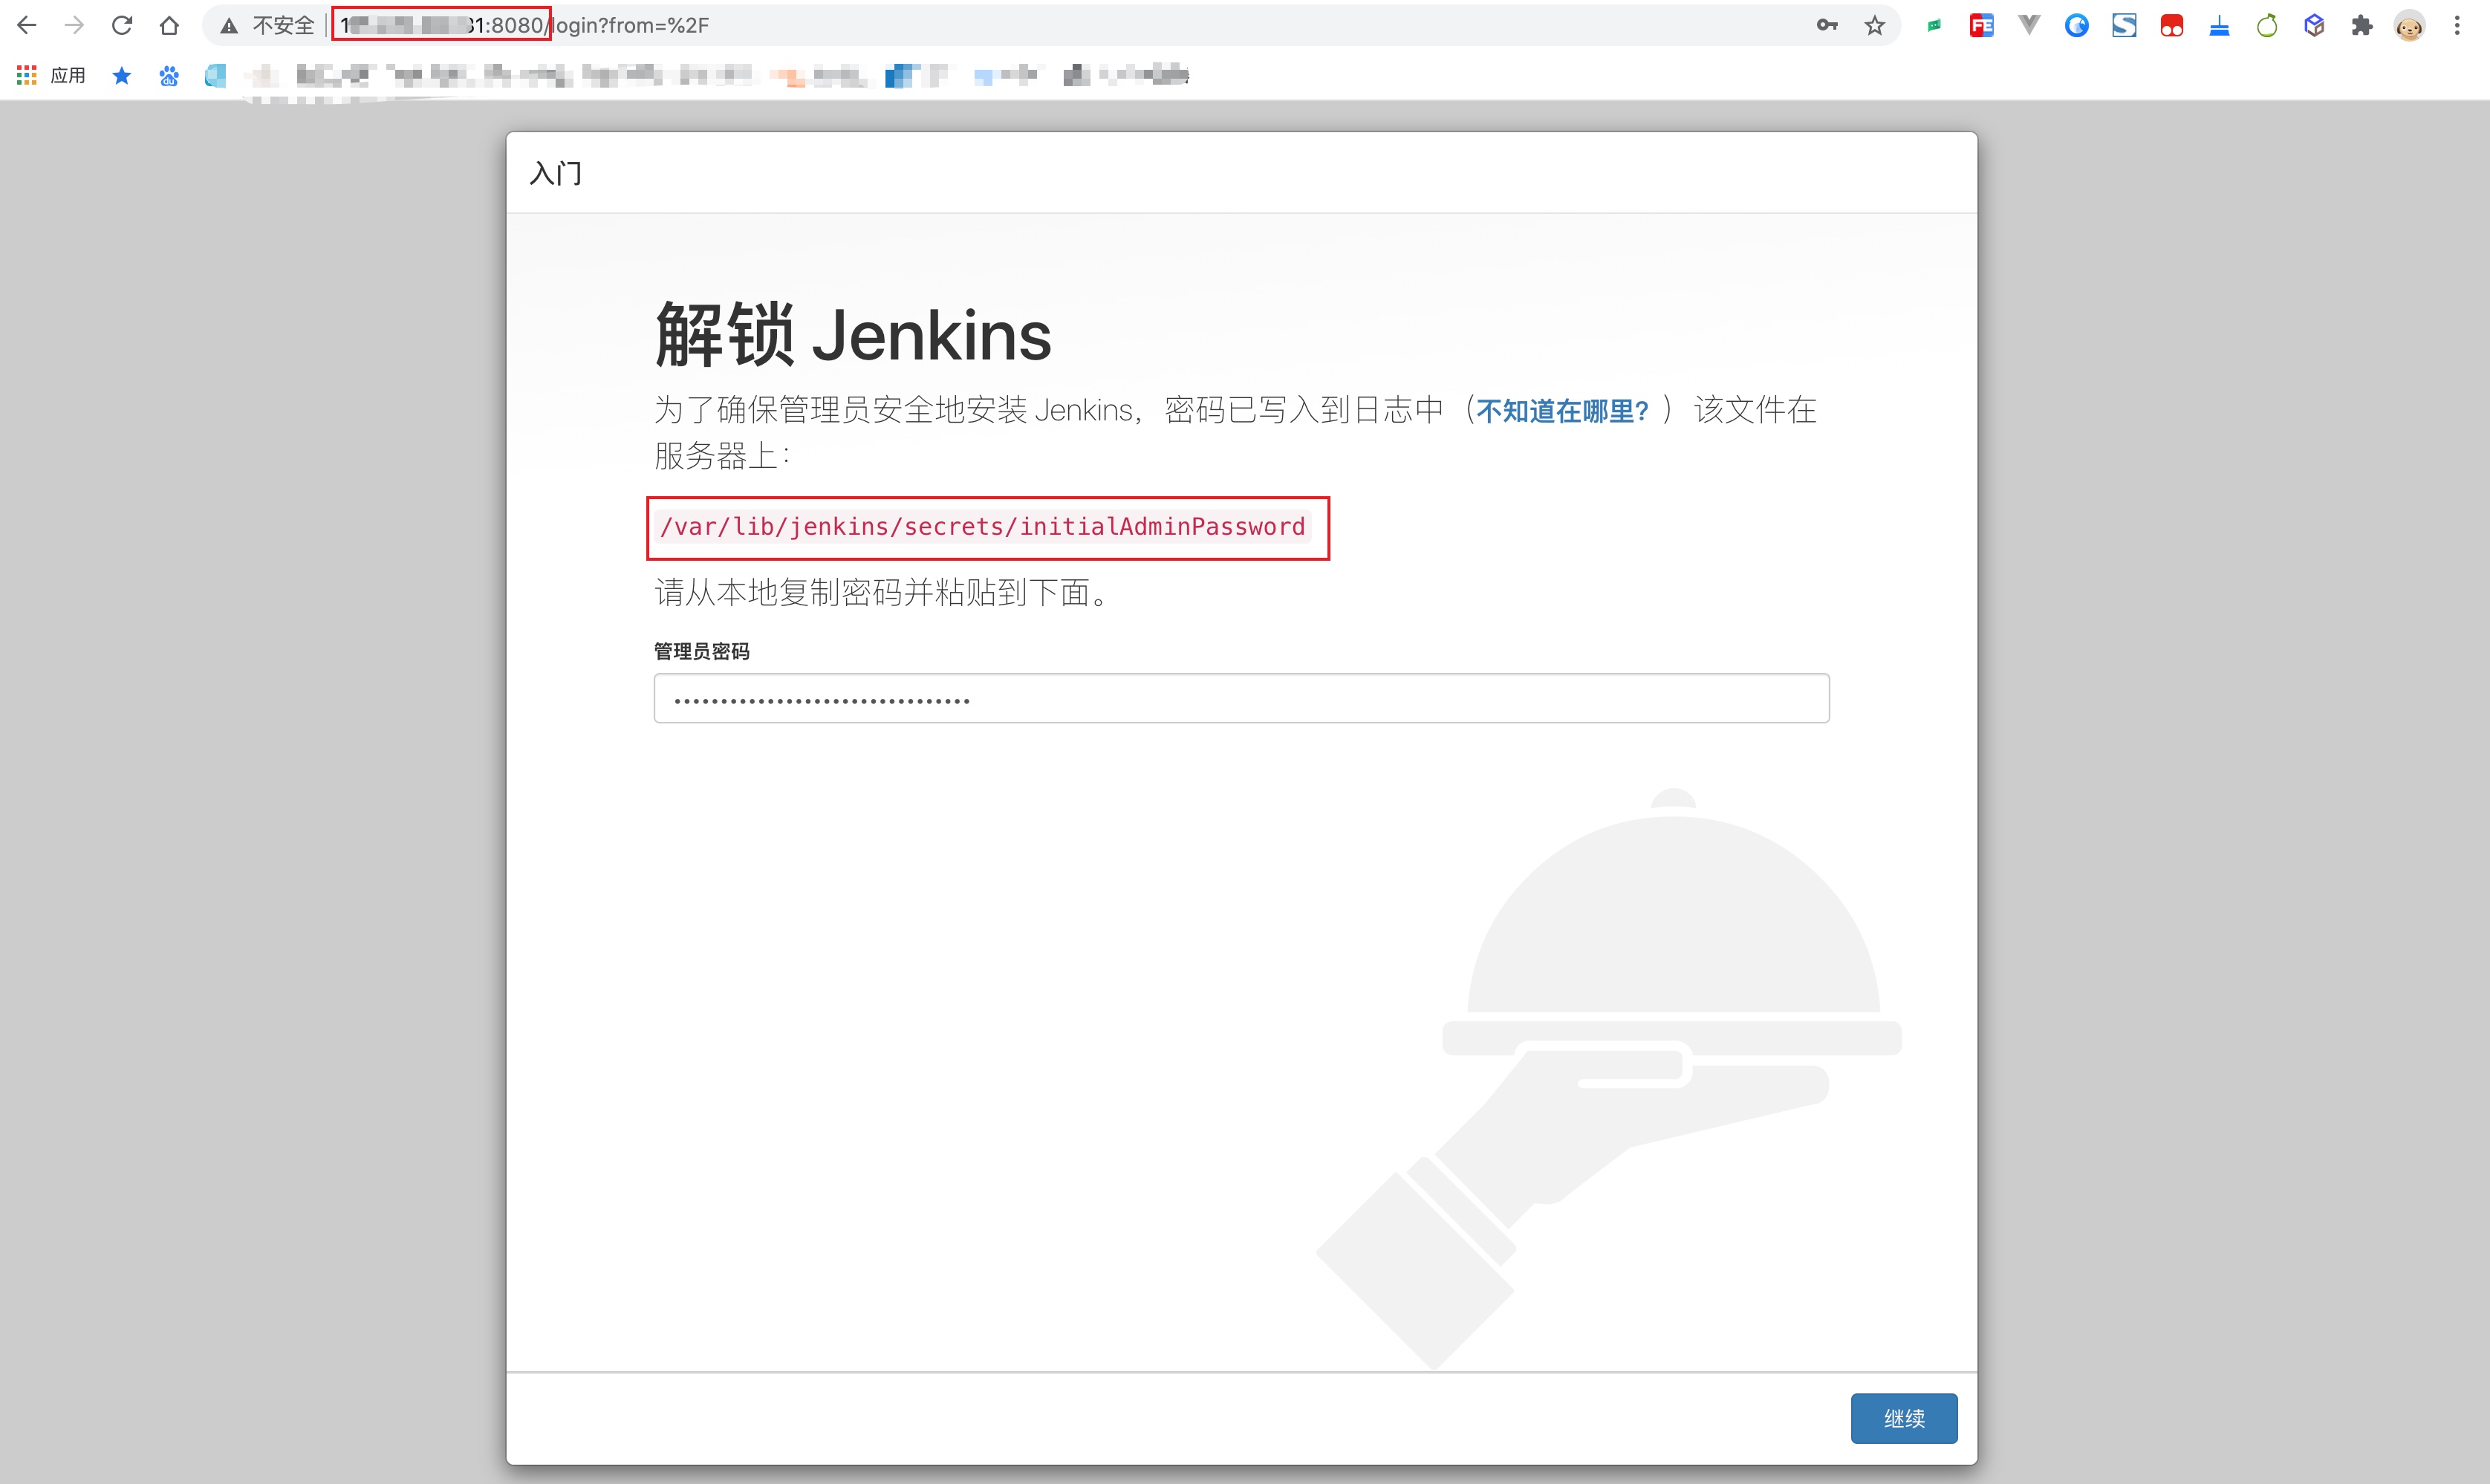 不安全 1 31:8080/login?from=%2F
FE
应用
du
入门
解锁 Jenkins
为了确保管理员安全地安装 Jenkins，密码已写入到日志中（不知道在哪里？）该文件在
服务器上：
/var/lib/jenkins/secrets/initialAdminPassword
请从本地复制密码并粘贴到下面。
管理员密码
••••••••••••••••••••••••••••••••
继续